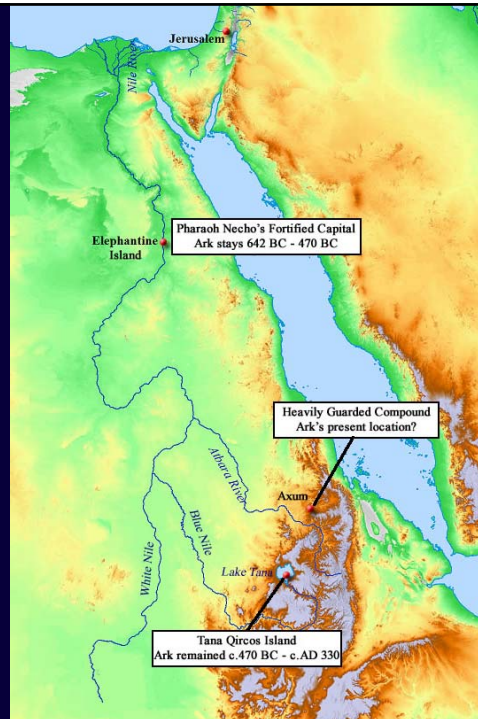 Jerusalem
Nile River
Pharaoh Necho's Fortified Capital
Ark stays 642 BC - 470 BC
Elephantine
Island
Heavily Guarded Compound
Ark's present location?
Axum
Atbara River
Blue Nile
White Nile
Lake Tana
Tana Qircos Island
Ark remained c.470 BC - c.AD 330